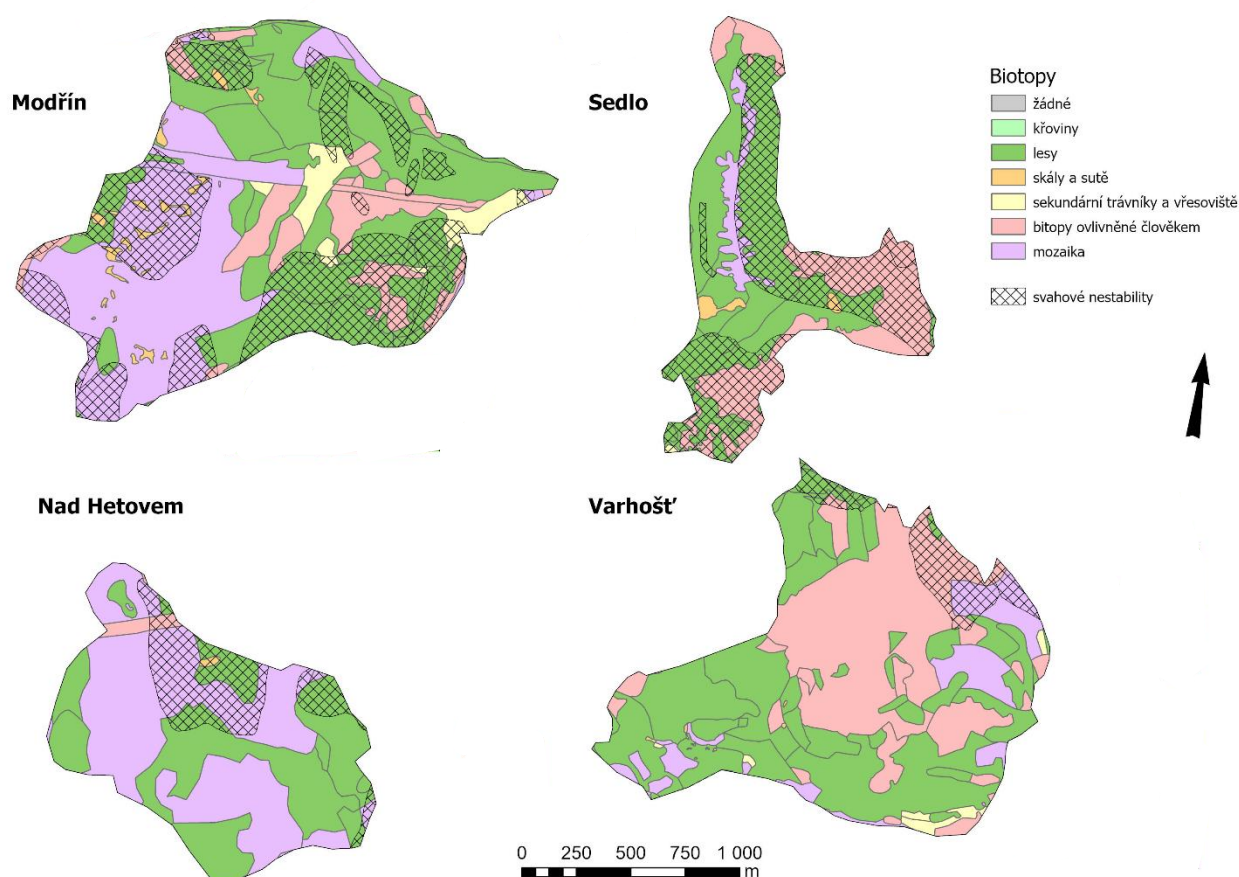 Modřín
Sedlo
Biotopy
žádné
křoviny
lesy
skály a sutě
sekundární trávníky a vřesoviště
bitopy ovlivněné člověkem
mozaika
svahové nestability
Nad Hetovem
Varhošť
0 250 500 750 1 000
m